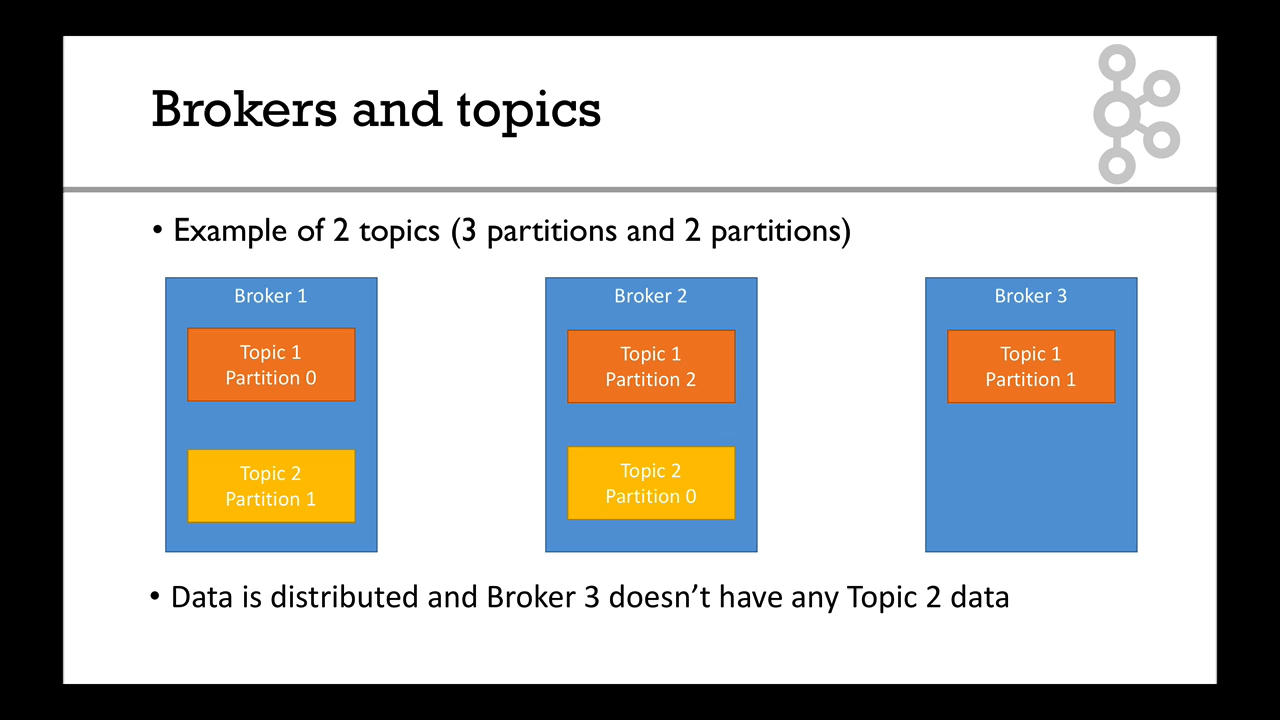 Brokers and topics
• Example of 2 topics (3 partitions and 2 partitions)
Broker 1
Topic 1
Partition 0
Topic 2
Partition 1
Broker 2
Topic 1
Partition 2
Topic 2
Partition 0
Broker 3
Topic 1
Partition 1
• Data is distributed and Broker 3 doesn’t have any Topic 2 data